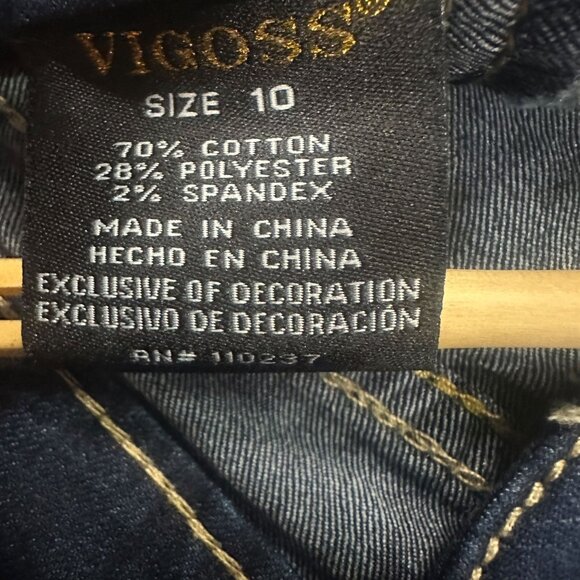 VIGOSS®
SIZE 10
70% COTTON
28% POLYESTER
2% SPANDEX
MADE IN CHINA
HECHO EN CHINA
EXCLUSIVE OF DECORATION
EXCLUSIVO DE DECORACIÓN
RN# 110237